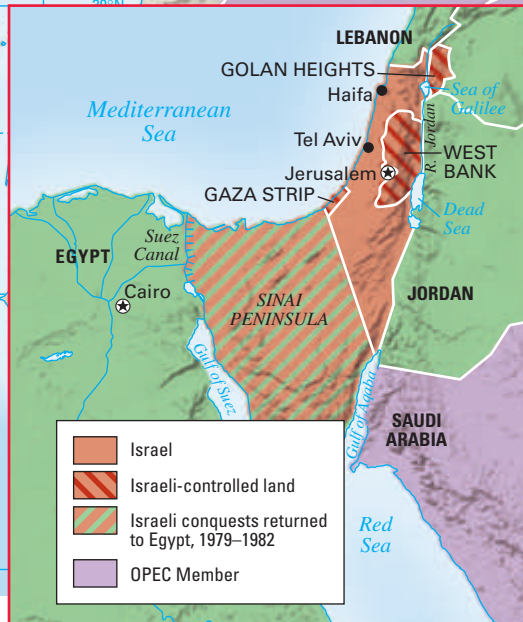 30°N
LEBANON
GOLAN HEIGHTS
Haifa
Sea of
Galilee
Mediterranean
Sea
Tel Aviv
R. Jordan
WEST
BANK
Jerusalem
GAZA STRIP
Dead
Sea
Suez
Canal
EGYPT
Cairo
SINAI
PENINSULA
JORDAN
Gulf of Suez
Gulf of Aqaba
SAUDI
ARABIA
Red
Sea
Israel
Israeli-controlled land
Israeli conquests returned
to Egypt, 1979–1982
OPEC Member